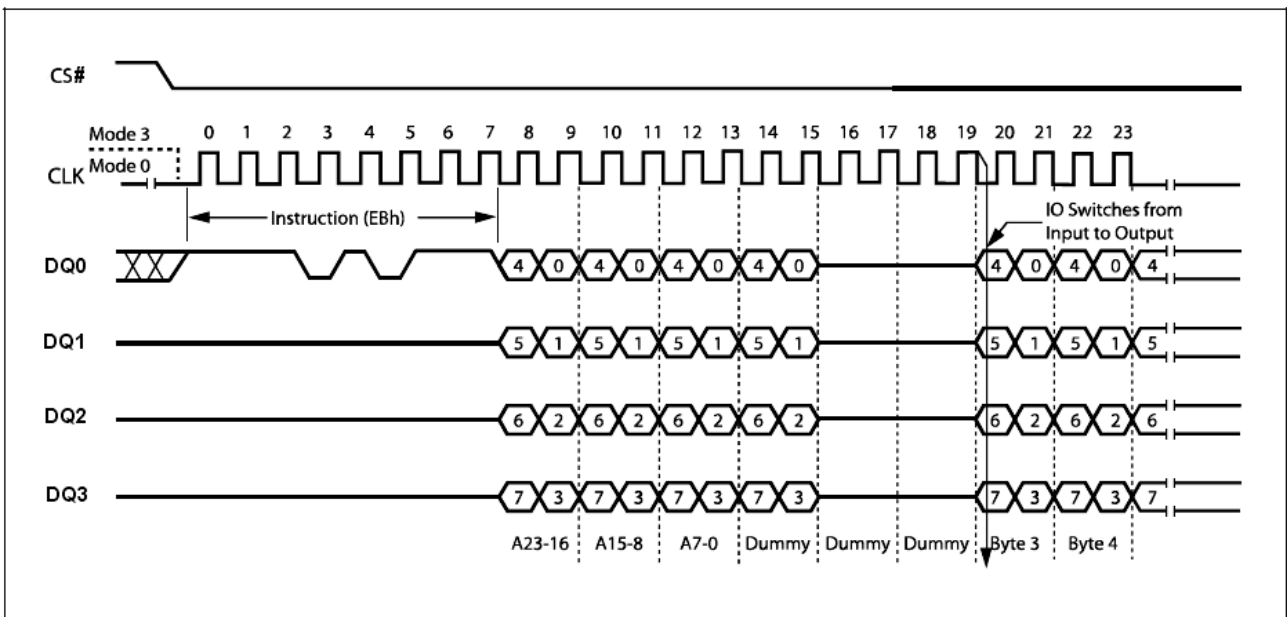 CS#
Mode 3
0 1 2 3 4 5 6 7 8 9 10 11 12 13 14 15 16 17 18 19 20 21 22 23
CLK Mode 0
Instruction (EBh)
IO Switches from
Input to Output
DQ0 4 0 4 0 4 0 4 0 4 0 4 0 4
DQ1 5 1 5 1 5 1 5 1 5 1 5 1 5
DQ2 6 2 6 2 6 2 6 2 6 2 6 2 6
DQ3 7 3 7 3 7 3 7 3 7 3 7 3 7
A23-16 A15-8 A7-0 Dummy Dummy Dummy Byte 3 Byte 4